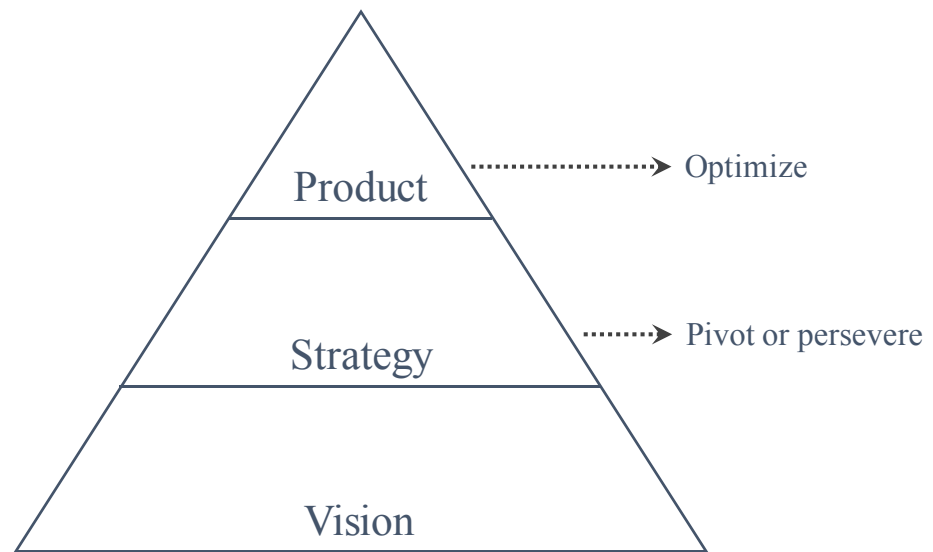 Optimize
Product
Pivot or persevere
Strategy
Vision